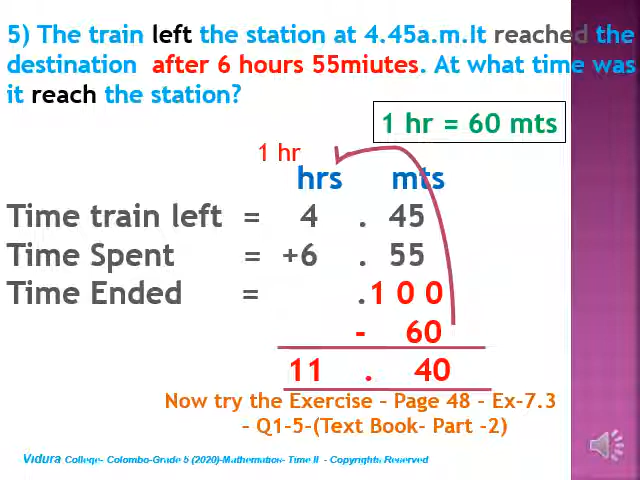 5) The train left the station at 4.45a.m.It reached the
destination after 6 hours 55miutes. At what time was
it reach the station?
1 hr = 60 mts
1 hr
hrs mts
Time train left = 4 . 45
Time Spent = +6 . 55
Time Ended = .100
- 60
11 . 40
Now try the Exercise – Page 48 – Ex-7.3
– Q1-5-(Text Book- Part -2)
Vidura College- Colombo-Grade 5 (2020)-Mathematics- Time II - Copyrights Reserved